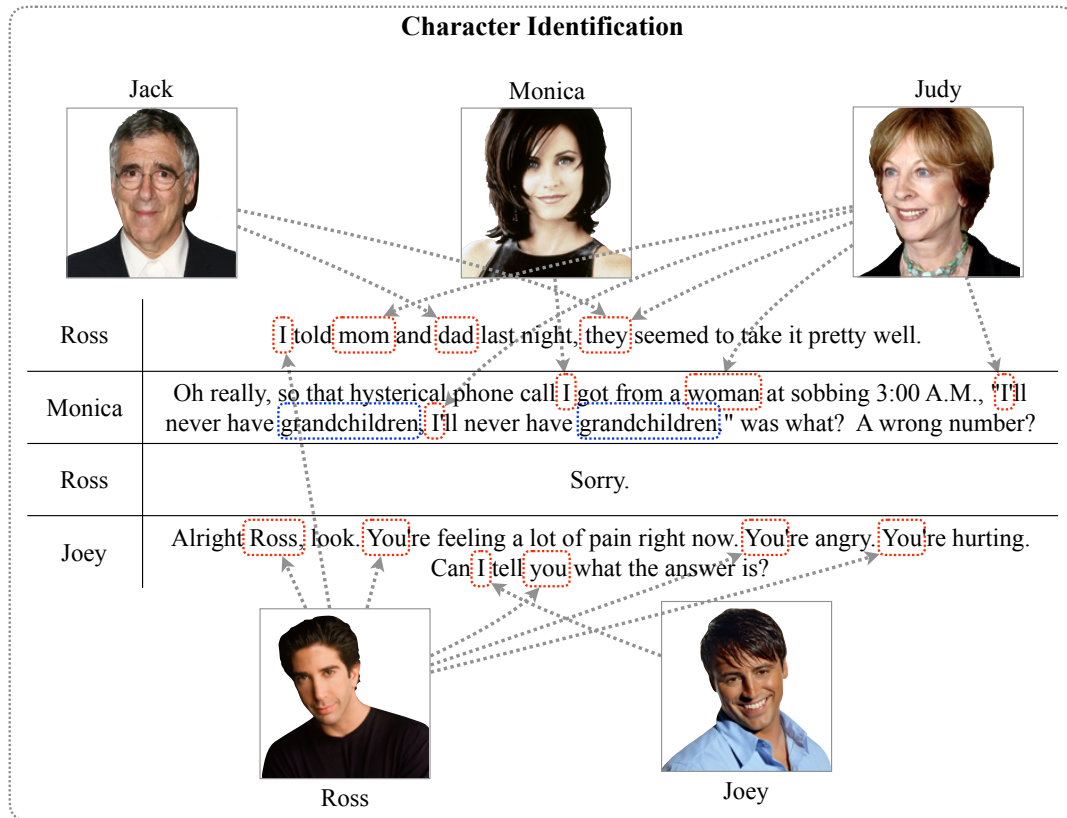 Character Identification
Jack
Monica
Judy
Ross
I told mom and dad last night, they seemed to take it pretty well.
Monica
Oh really, so that hysterical phone call I got from a woman at sobbing 3:00 A.M., "I'll
never have grandchildren, I'll never have grandchildren," was what? A wrong number?
Ross
Sorry.
Joey
Alright Ross, look. You're feeling a lot of pain right now. You're angry. You're hurting.
Can I tell you what the answer is?
Ross
Joey